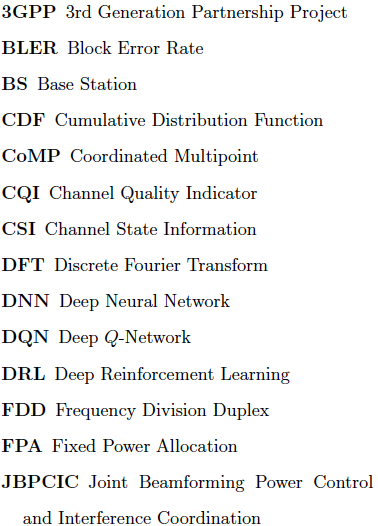 3GPP 3rd Generation Partnership Project
BLER Block Error Rate
BS Base Station
CDF Cumulative Distribution Function
CoMP Coordinated Multipoint
CQI Channel Quality Indicator
CSI Channel State Information
DFT Discrete Fourier Transform
DNN Deep Neural Network
DQN Deep Q-Network
DRL Deep Reinforcement Learning
FDD Frequency Division Duplex
FPA Fixed Power Allocation
JBPCIC Joint Beamforming Power Control
and Interference Coordination